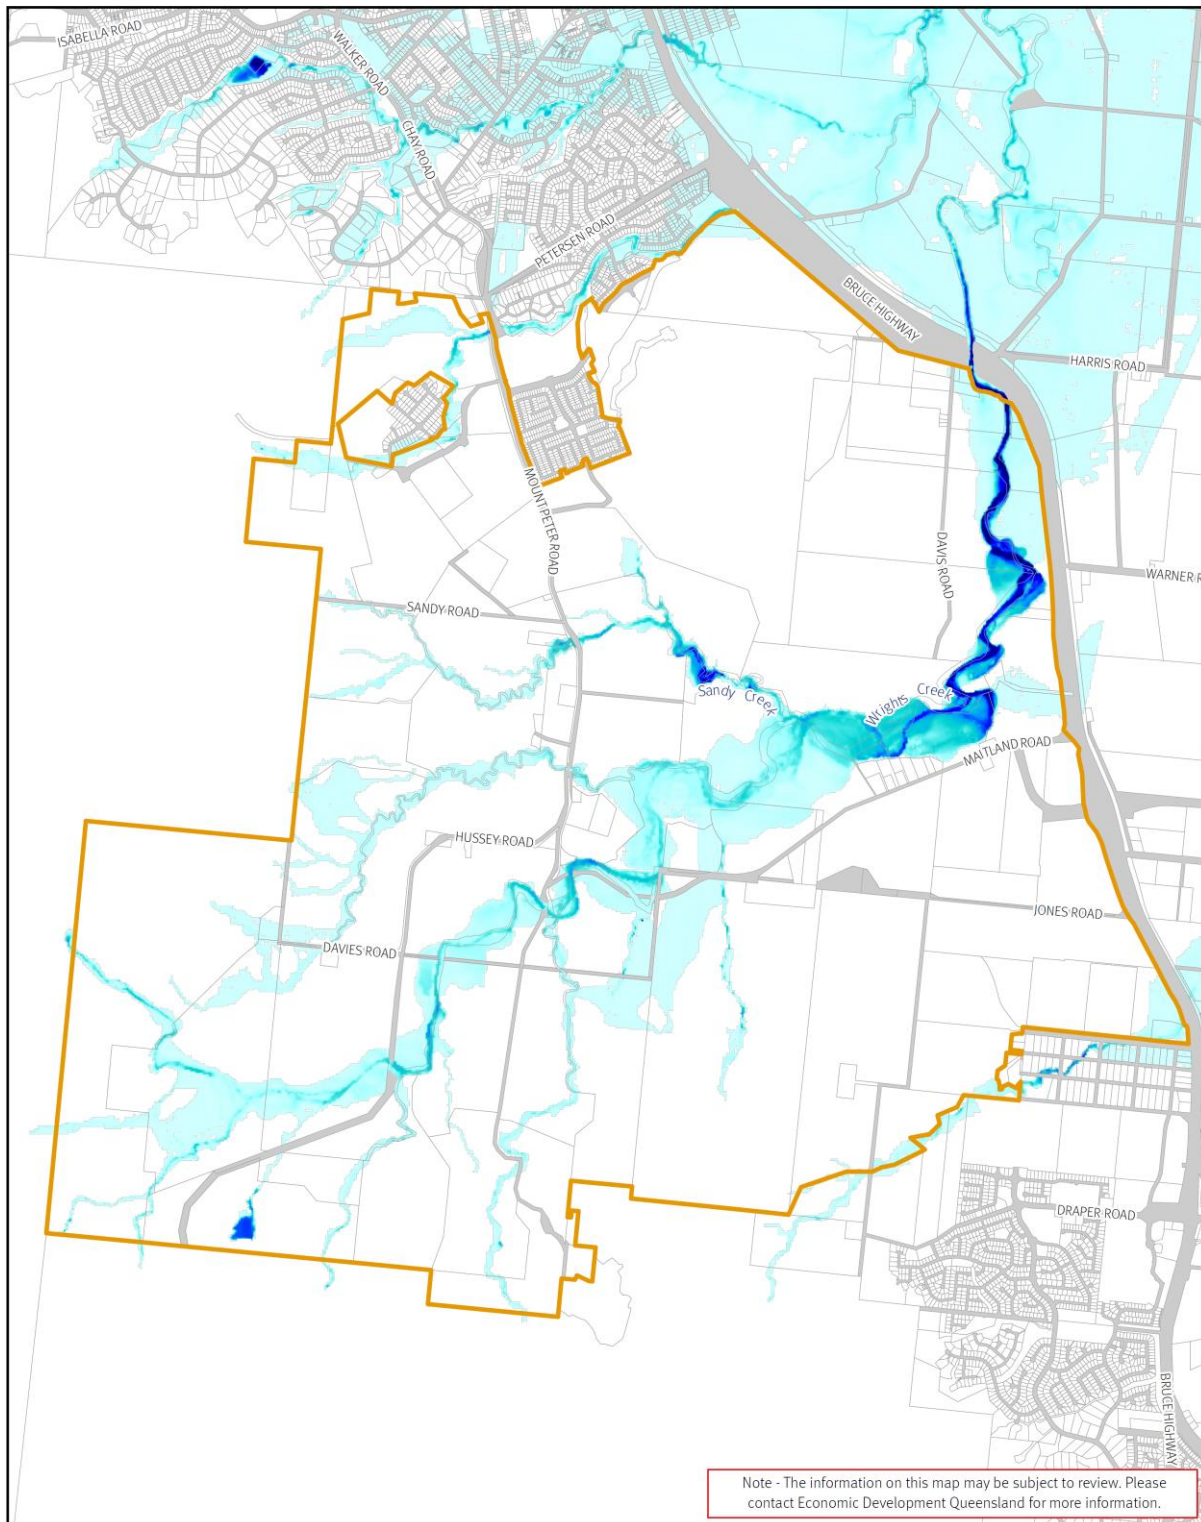 ISABELLA ROAD
WALKER ROAD
CHAY ROAD
PETERSEN ROAD
BRUCE HIGHWAY
HARRIS ROAD
MOUNT PETER ROAD
DAVIS ROAD
WARNER R
SANDY ROAD
Sandy Creek
Wrights Creek
MAITLAND ROAD
HUSSEY ROAD
JONES ROAD
DAVIES ROAD
DRAPER ROAD
BRUCE HIGHWAY
Note - The information on this map may be subject to review. Please
contact Economic Development Queensland for more information.